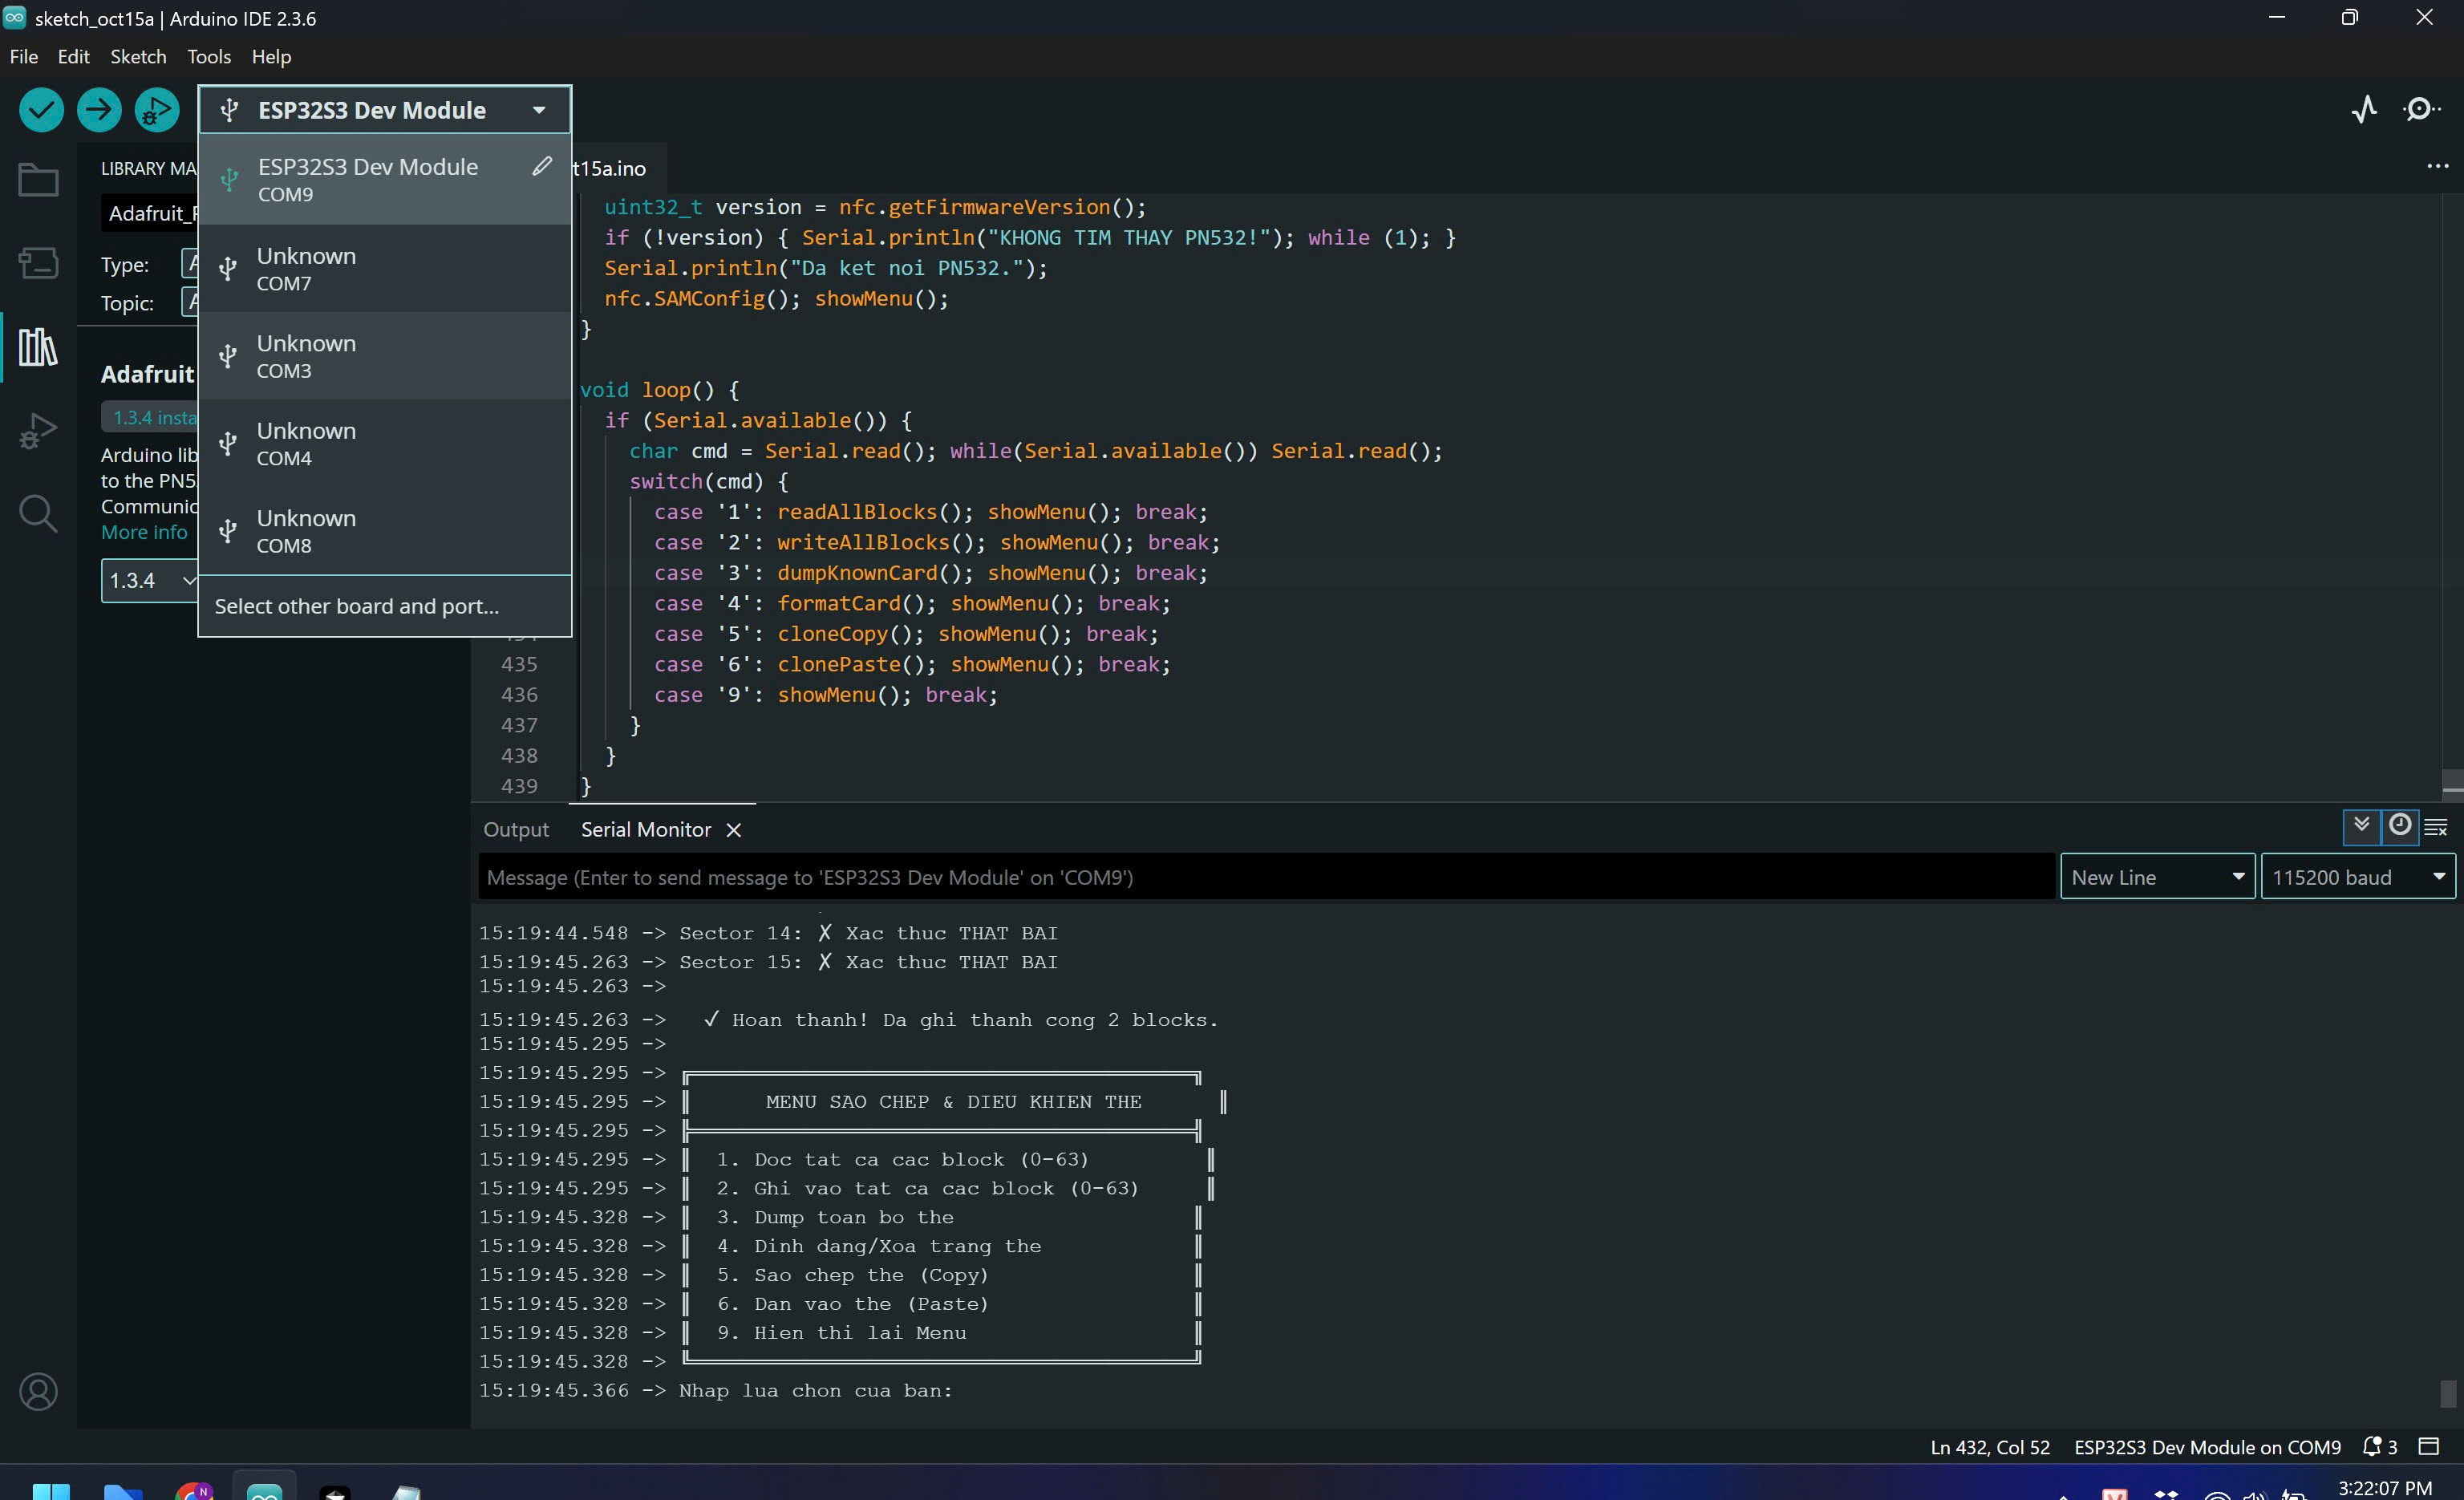 sketch_oct15a | Arduino IDE 2.3.6
File Edit Sketch Tools Help
ESP32S3 Dev Module
ESP32S3 Dev Module
COM9
Unknown
COM7
Unknown
COM3
Unknown
COM4
Unknown
COM8
Select other board and port...
LIBRARY MA
Adafruit_
Type:
Topic:
Adafruit
1.3.4 insta
Arduino lib
to the PN5
Communic
More info
1.3.4
t15a.ino
uint32_t version = nfc.getFirmwareVersion();
if (!version) { Serial.println("KHONG TIM THAY PN532!"); while (1); }
Serial.println("Da ket noi PN532.");
nfc.SAMConfig(); showMenu();
}
void loop() {
if (Serial.available()) {
char cmd = Serial.read(); while(Serial.available()) Serial.read();
switch(cmd) {
case '1': readAllBlocks(); showMenu(); break;
case '2': writeAllBlocks(); showMenu(); break;
case '3': dumpKnownCard(); showMenu(); break;
case '4': formatCard(); showMenu(); break;
case '5': cloneCopy(); showMenu(); break;
435 case '6': clonePaste(); showMenu(); break;
436 case '9': showMenu(); break;
437 }
438 }
439 }
Output Serial Monitor
Message (Enter to send message to 'ESP32S3 Dev Module' on 'COM9')
New Line
115200 baud
15:19:44.548 -> Sector 14: ✗ Xac thuc THAT BAI
15:19:45.263 -> Sector 15: ✗ Xac thuc THAT BAI
15:19:45.263 ->
15:19:45.263 -> ✓ Hoan thanh! Da ghi thanh cong 2 blocks.
15:19:45.295 ->
15:19:45.295 -> ╔════════════════════════════════════════╗
15:19:45.295 -> ║ MENU SAO CHEP & DIEU KHIEN THE ║
15:19:45.295 -> ╠════════════════════════════════════════╣
15:19:45.295 -> ║ 1. Doc tat ca cac block (0-63) ║
15:19:45.295 -> ║ 2. Ghi vao tat ca cac block (0-63) ║
15:19:45.328 -> ║ 3. Dump toan bo the ║
15:19:45.328 -> ║ 4. Dinh dang/Xoa trang the ║
15:19:45.328 -> ║ 5. Sao chep the (Copy) ║
15:19:45.328 -> ║ 6. Dan vao the (Paste) ║
15:19:45.328 -> ║ 9. Hien thi lai Menu ║
15:19:45.328 -> ╚════════════════════════════════════════╝
15:19:45.366 -> Nhap lua chon cua ban:
Ln 432, Col 52 ESP32S3 Dev Module on COM9 3
N
3:22:07 PM